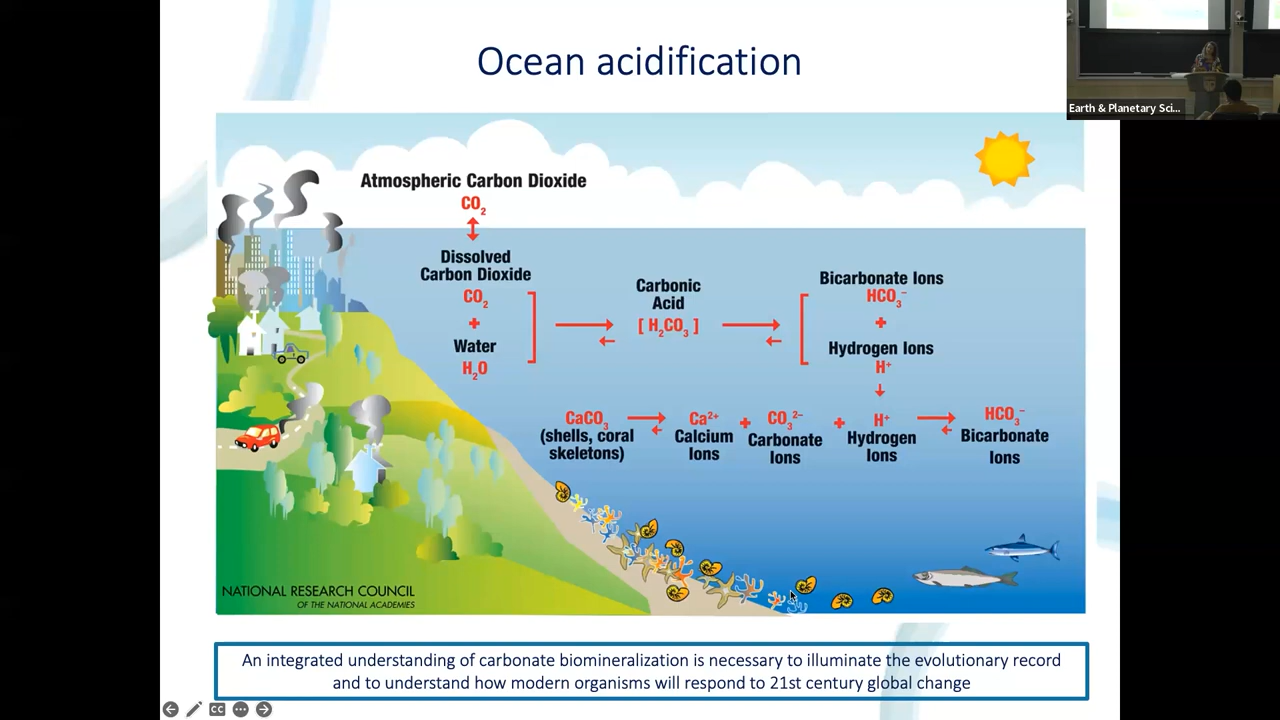 Ocean acidification
Earth & Planetary Sci...
Atmospheric Carbon Dioxide
CO₂
Dissolved
Carbon Dioxide
CO₂
+
Water
H₂O
Carbonic
Acid
[ H₂CO₃ ]
Bicarbonate Ions
HCO₃⁻
+
Hydrogen Ions
H⁺
CaCO₃
(shells, coral
skeletons)
Ca²⁺
Calcium
Ions
+
CO₃²⁻
Carbonate
Ions
+
H⁺
Hydrogen
Ions
HCO₃⁻
Bicarbonate
Ions
NATIONAL RESEARCH COUNCIL
OF THE NATIONAL ACADEMIES
An integrated understanding of carbonate biomineralization is necessary to illuminate the evolutionary record
and to understand how modern organisms will respond to 21st century global change
CC